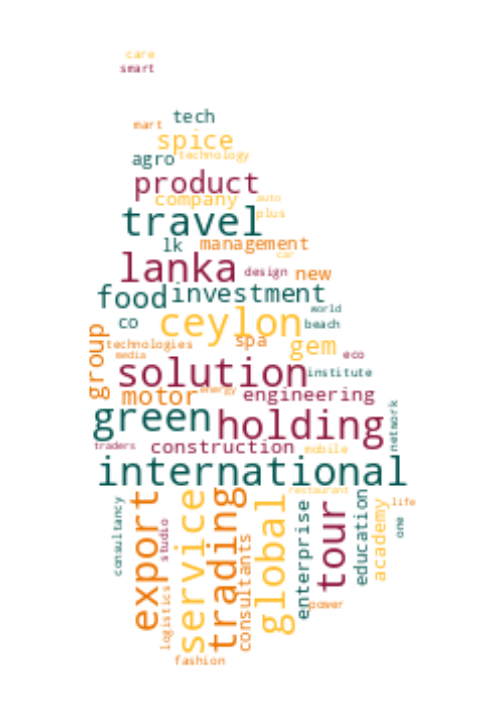 care
smart
tech
mart
spice
agro technology
product
company auto
travel plus
lk management
car
lanka design new
food investment
world
co ceylon beach
group
technologies spa gem
media eco
solution institute
motor energy engineering
green holding network
traders construction mobile
international
restaurant
consultancy
export
studio
logistics
service
trading
consultants
global
enterprise
tour
power
education
academy
life
one
fashion